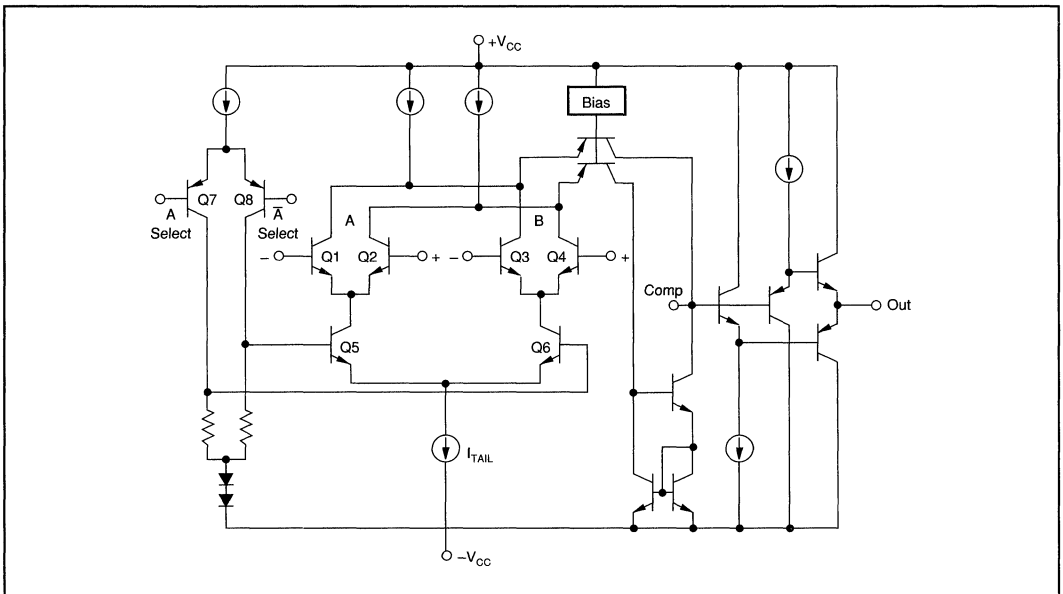 +VCC
Bias
Q7 Q8
A
Select
A̅
Select
A B
– Q1 Q2 + – Q3 Q4 +
Comp
Out
Q5 Q6
ITAIL
–VCC